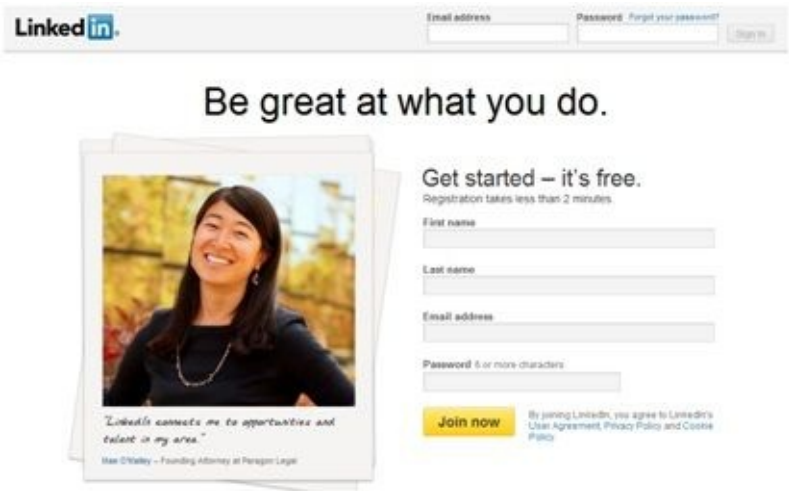 Linked in.
Email address
Password Forgot your password?
Sign In
Be great at what you do.
"LinkedIn connects me to opportunities and
talent in my area."
Mae O'Malley – Founding Attorney at Paragon Legal
Get started – it's free.
Registration takes less than 2 minutes.
First name
Last name
Email address
Password 6 or more characters
Join now
By joining LinkedIn, you agree to LinkedIn's
User Agreement, Privacy Policy and Cookie
Policy